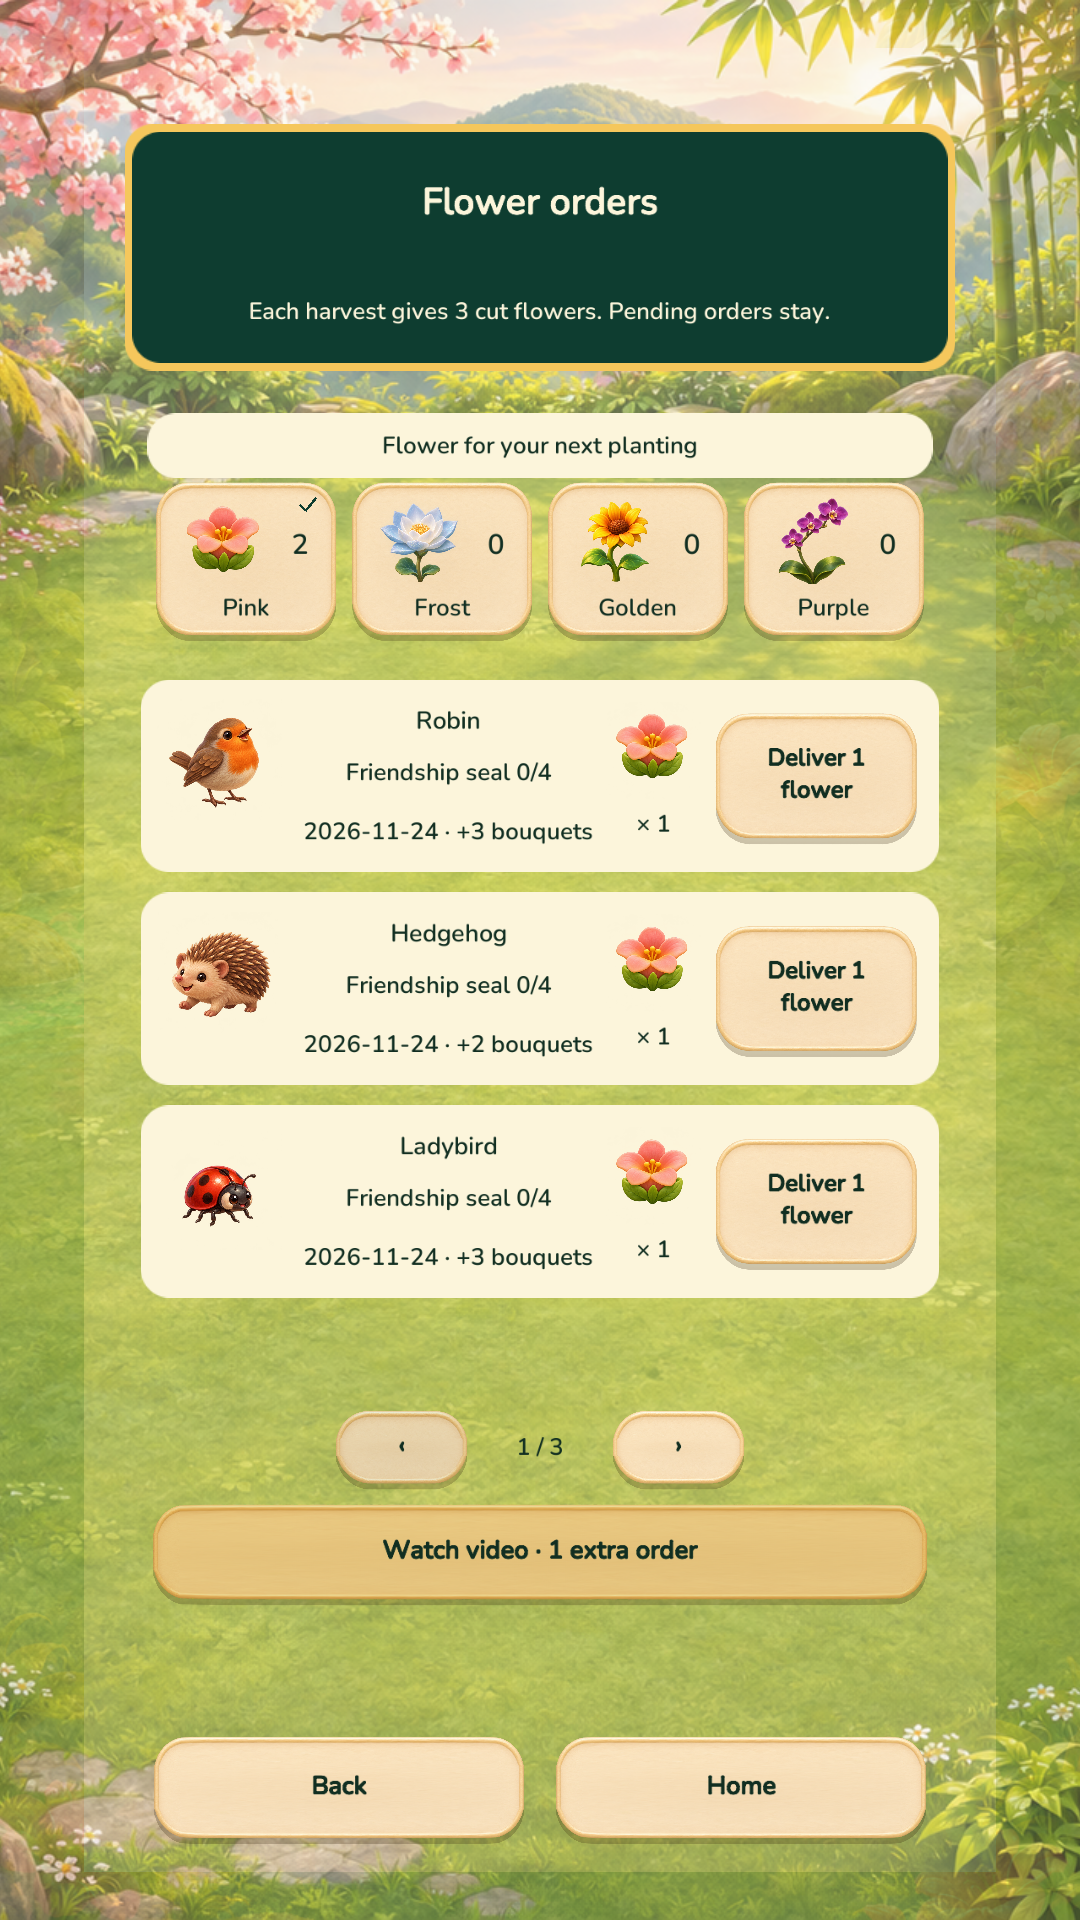 Flower orders
Each harvest gives 3 cut flowers. Pending orders stay.
Flower for your next planting
2
Pink
0
Frost
0
Golden
0
Purple
Robin
Friendship seal 0/4
2026-11-24 · +3 bouquets
× 1
Deliver 1
flower
Hedgehog
Friendship seal 0/4
2026-11-24 · +2 bouquets
× 1
Deliver 1
flower
Ladybird
Friendship seal 0/4
2026-11-24 · +3 bouquets
× 1
Deliver 1
flower
‹
1 / 3
›
Watch video · 1 extra order
Back
Home